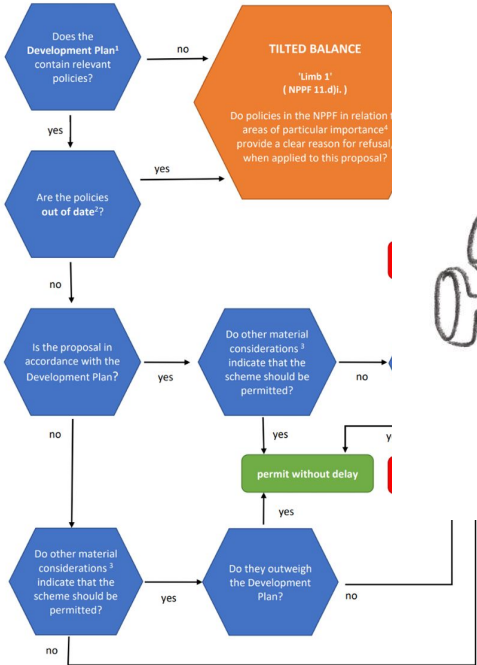 Does the
Development Plan¹
contain relevant
policies?
no
TILTED BALANCE
'Limb 1'
( NPPF 11.d)i. )
Do policies in the NPPF in relation
areas of particular importance⁴
provide a clear reason for refusal,
when applied to this proposal?
yes
Are the policies
out of date²?
yes
no
Is the proposal in
accordance with the
Development Plan?
yes
Do other material
considerations ³
indicate that the
scheme should be
permitted?
no
no
yes
permit without delay
yes
Do other material
considerations ³
indicate that the
scheme should be
permitted?
yes
Do they outweigh
the Development
Plan?
no
no